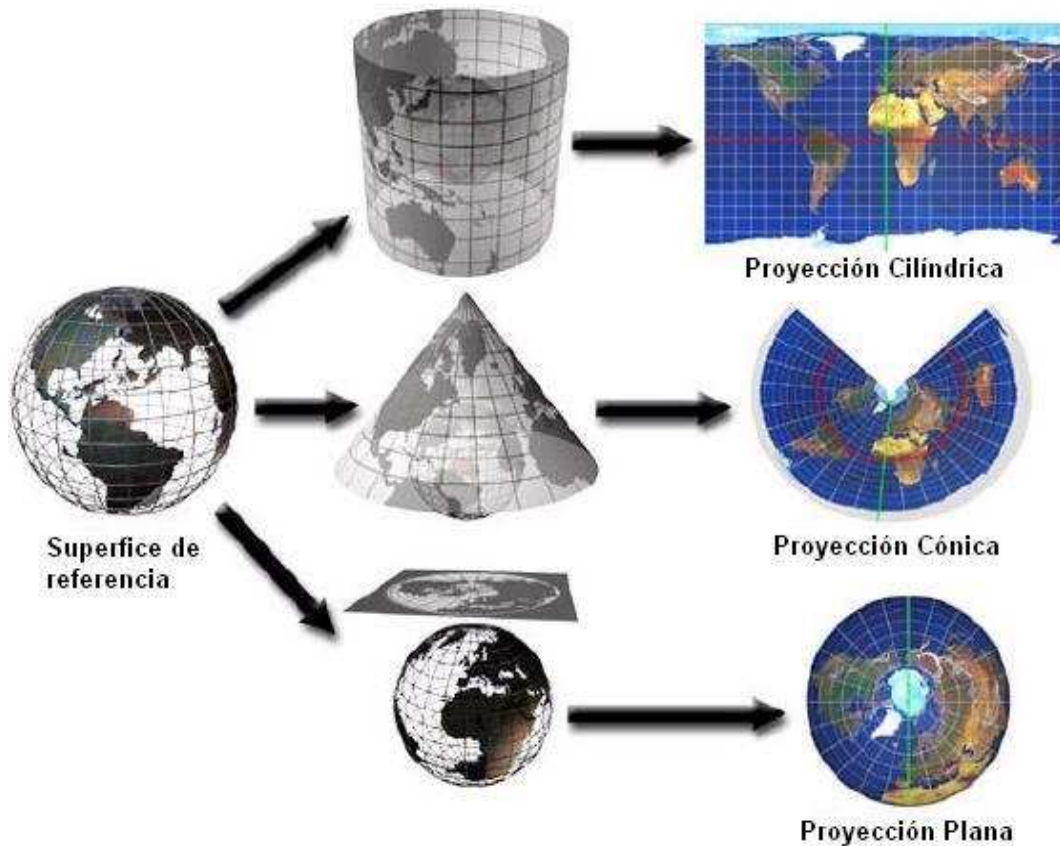 Proyección Cilíndrica
Superfice de
referencia
Proyección Cónica
Proyección Plana